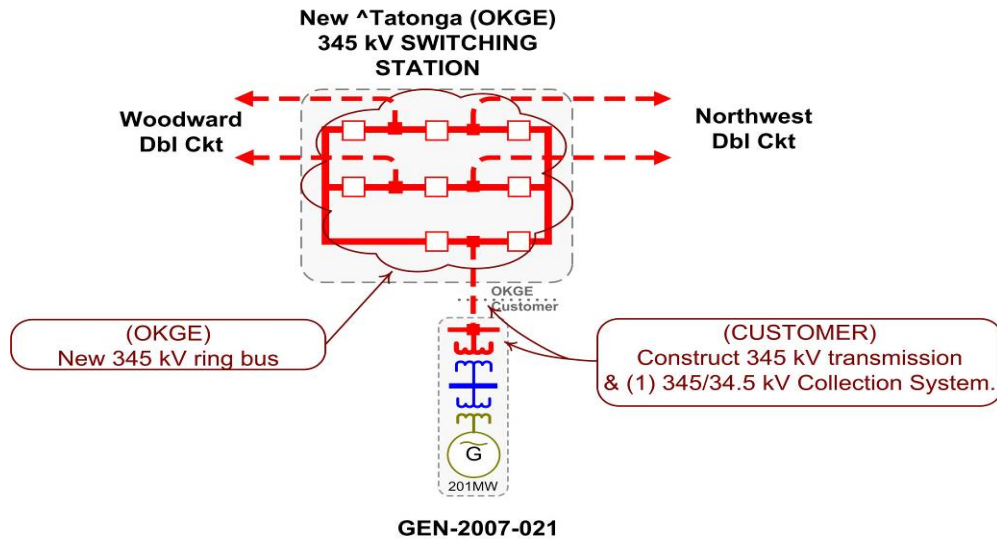 New ^Tatonga (OKGE)
345 kV SWITCHING
STATION
Woodward
Dbl Ckt
Northwest
Dbl Ckt
OKGE
Customer
(OKGE)
New 345 kV ring bus
(CUSTOMER)
Construct 345 kV transmission
& (1) 345/34.5 kV Collection System.
G
201MW
GEN-2007-021